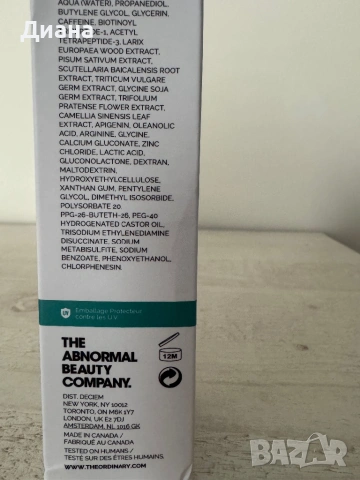 Диана
AQUA (WATER), PROPANEDIOL,
BUTYLENE GLYCOL, GLYCERIN,
CAFFEINE, BIOTINOYL
-1, ACETYL
TETRAPEPTIDE-3, LARIX
EUROPAEA WOOD EXTRACT,
PISUM SATIVUM EXTRACT,
SCUTELLARIA BAICALENSIS ROOT
EXTRACT, TRITICUM VULGARE
GERM EXTRACT, GLYCINE SOJA
GERM EXTRACT, TRIFOLIUM
PRATENSE FLOWER EXTRACT,
CAMELLIA SINENSIS LEAF
EXTRACT, APIGENIN, OLEANOLIC
ACID, ARGININE, GLYCINE,
CALCIUM GLUCONATE, ZINC
CHLORIDE, LACTIC ACID,
GLUCONOLACTONE, DEXTRAN,
MALTODEXTRIN,
HYDROXYETHYLCELLULOSE,
XANTHAN GUM, PENTYLENE
GLYCOL, DIMETHYL ISOSORBIDE,
POLYSORBATE 20,
PPG-26-BUTETH-26, PEG-40
HYDROGENATED CASTOR OIL,
TRISODIUM ETHYLENEDIAMINE
DISUCCINATE, SODIUM
METABISULFITE, SODIUM
BENZOATE, PHENOXYETHANOL,
CHLORPHENESIN.
UV
Emballage Protecteur
contre les U.V.
THE
ABNORMAL
BEAUTY
COMPANY.
12M
DIST. DECIEM
NEW YORK, NY 10012
TORONTO, ON M5K 1Y7
LONDON, UK E2 7DJ
AMSTERDAM, NL 1016 GK
MADE IN CANADA /
FABRIQUÉ AU CANADA
TESTED ON HUMANS /
TESTÉ SUR DES ÊTRES HUMAINS.
WWW.THEORDINARY.COM
BAZAR
bg